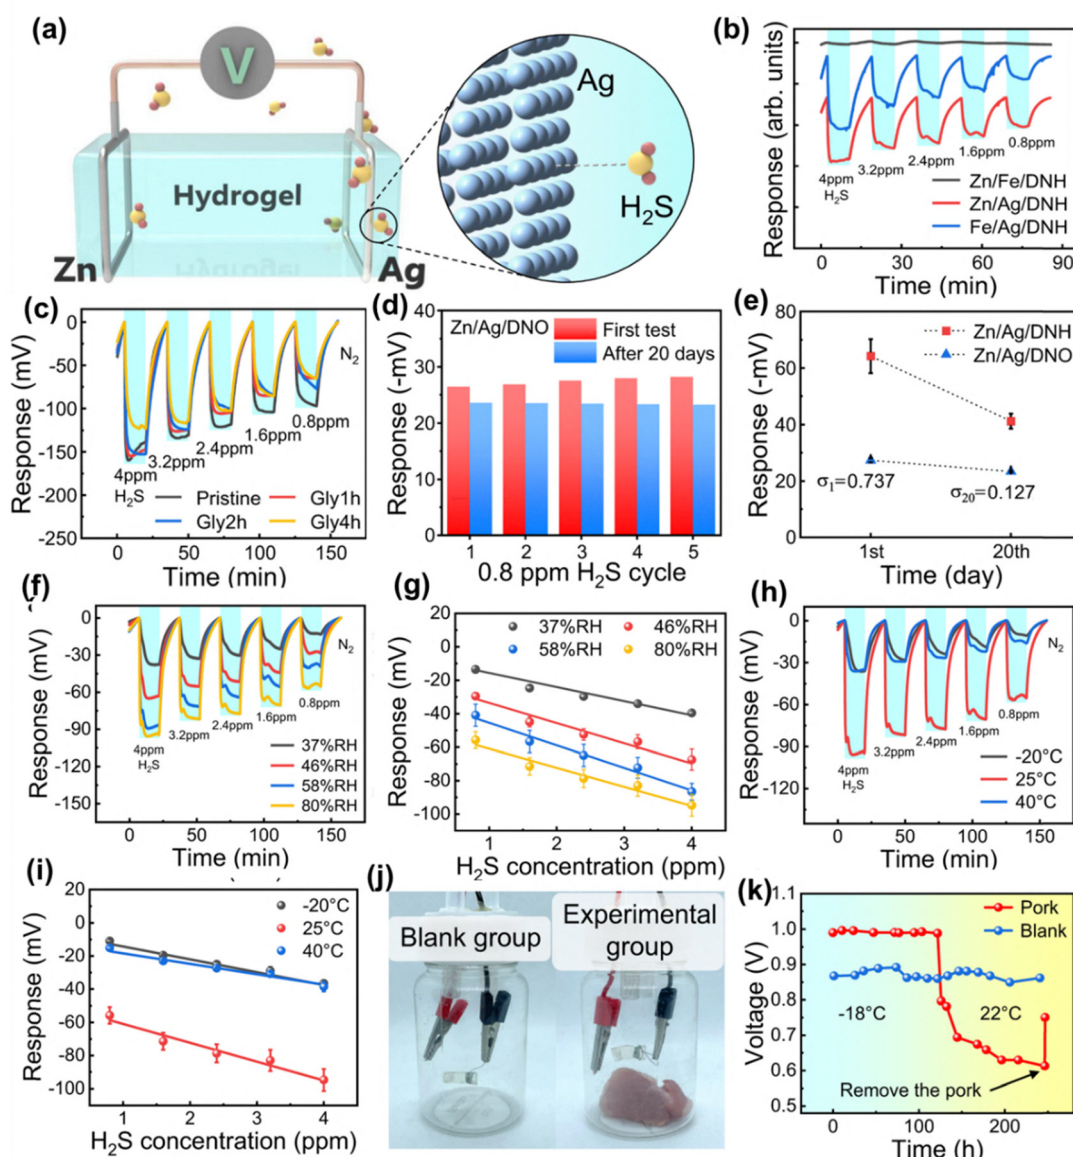 (a)
V
Hydrogel
Zn
Ag
Ag
H2S
(b)
Response (arb. units)
4ppm
H2S
3.2ppm
2.4ppm
1.6ppm
0.8ppm
Zn/Fe/DNH
Zn/Ag/DNH
Fe/Ag/DNH
0 30 60 90
Time (min)
(c)
Response (mV)
0
-50
-100
-150
-200
-250
N2
4ppm
H2S
3.2ppm
2.4ppm
1.6ppm
0.8ppm
Pristine Gly1h
Gly2h Gly4h
0 50 100 150
Time (min)
(d)
Response (-mV)
40
30
20
10
0
Zn/Ag/DNO
First test
After 20 days
1 2 3 4 5
0.8 ppm H2S cycle
(e)
Response (-mV)
80
60
40
20
0
Zn/Ag/DNH
Zn/Ag/DNO
σ1=0.737
σ20=0.127
1st 20th
Time (day)
(f)
Response (mV)
0
-30
-60
-90
-120
-150
N2
4ppm
H2S
3.2ppm
2.4ppm
1.6ppm
0.8ppm
37%RH
46%RH
58%RH
80%RH
0 50 100 150
Time (min)
(g)
Response (mV)
20
0
-20
-40
-60
-80
-100
37%RH 46%RH
58%RH 80%RH
1 2 3 4
H2S concentration (ppm)
(h)
Response (mV)
0
-30
-60
-90
-120
N2
4ppm
H2S
3.2ppm
2.4ppm
1.6ppm
0.8ppm
-20°C
25°C
40°C
0 50 100 150
Time (min)
(i)
Response (mV)
20
0
-20
-40
-60
-80
-100
-20°C
25°C
40°C
1 2 3 4
H2S concentration (ppm)
(j)
Blank group
Experimental
group
(k)
Voltage (V)
1.1
1.0
0.9
0.8
0.7
0.6
0.5
Pork
Blank
-18°C
22°C
Remove the pork
0 100 200
Time (h)